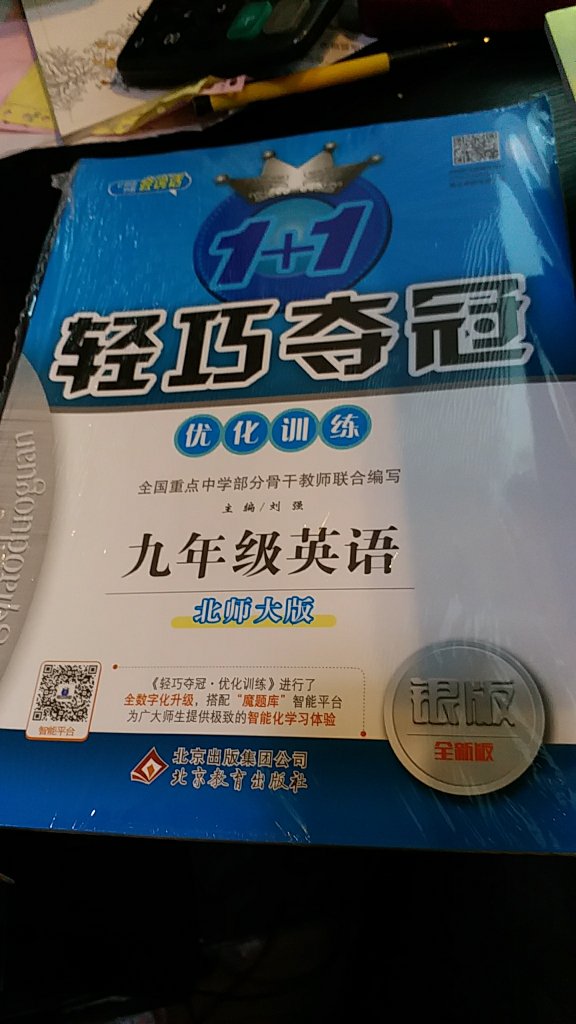 会说话
1+1
轻巧夺冠
优化训练
全国重点中学部分骨干教师联合编写
主 编/刘 强
九年级英语
北师大版
《轻巧夺冠·优化训练》进行了
全数字化升级，搭配“魔题库”智能平台
为广大师生提供极致的智能化学习体验
智能平台
银版
全新版
北京出版集团公司
北京教育出版社